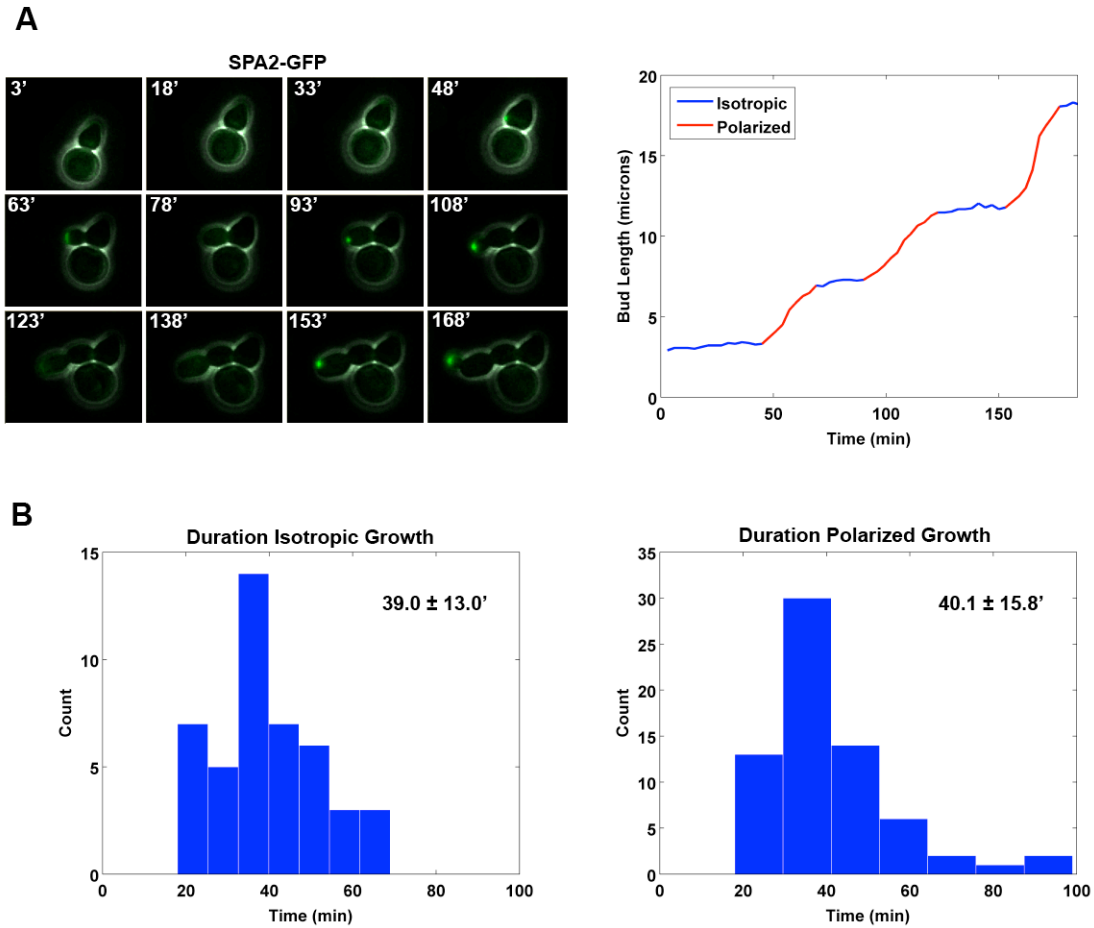 A
SPA2-GFP
3’ 18’ 33’ 48’
63’ 78’ 93’ 108’
123’ 138’ 153’ 168’
20
15
10
5
0
Bud Length (microns)
Isotropic
Polarized
0 50 100 150
Time (min)
B
Duration Isotropic Growth
15
10
5
0
Count
39.0 ± 13.0’
0 20 40 60 80 100
Time (min)
Duration Polarized Growth
35
30
25
20
15
10
5
0
Count
40.1 ± 15.8’
0 20 40 60 80 100
Time (min)